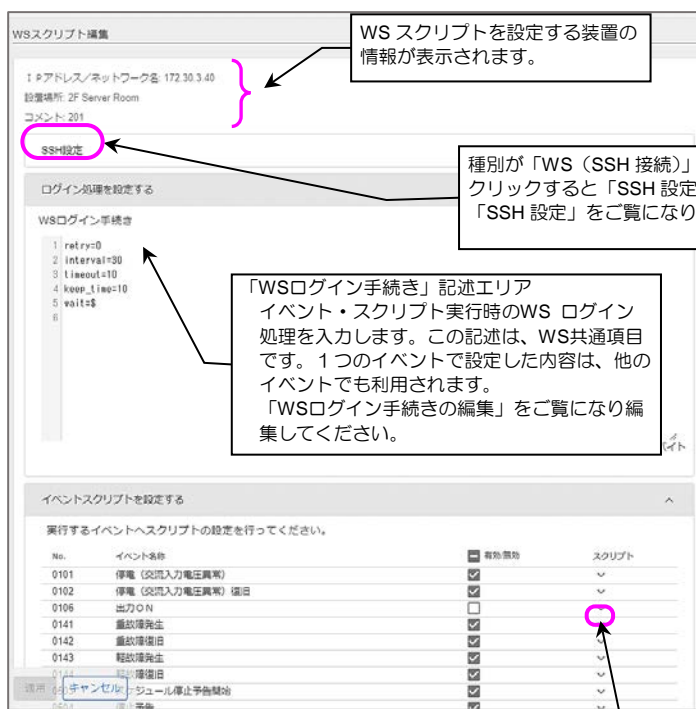 WSスクリプト編集
WS スクリプトを設定する装置の
情報が表示されます。
IPアドレス／ネットワーク名: 172.30.3.40
設置場所: 2F Server Room
コメント: 201
SSH設定
種別が「WS（SSH 接続）」
クリックすると「SSH 設定
「SSH 設定」をご覧になり
ログイン処理を設定する
WSログイン手続き
1 retry=0
2 interval=30
3 timeout=10
4 keep_time=10
5 wait=$
6
「WSログイン手続き」記述エリア
イベント・スクリプト実行時のWS ログイン
処理を入力します。この記述は、WS共通項目
です。１つのイベントで設定した内容は、他の
イベントでも利用されます。
「WSログイン手続きの編集」をご覧になり編
集してください。
イト
イベントスクリプトを設定する
実行するイベントへスクリプトの設定を行ってください。
No. イベント名称 有効/無効 スクリプト
0101 停電（交流入力電圧異常）
0102 停電（交流入力電圧異常）復旧
0106 出力ON
0141 重故障発生
0142 重故障復旧
0143 軽故障発生
障復旧
適用 キャンセル ケジュール停止予告開始